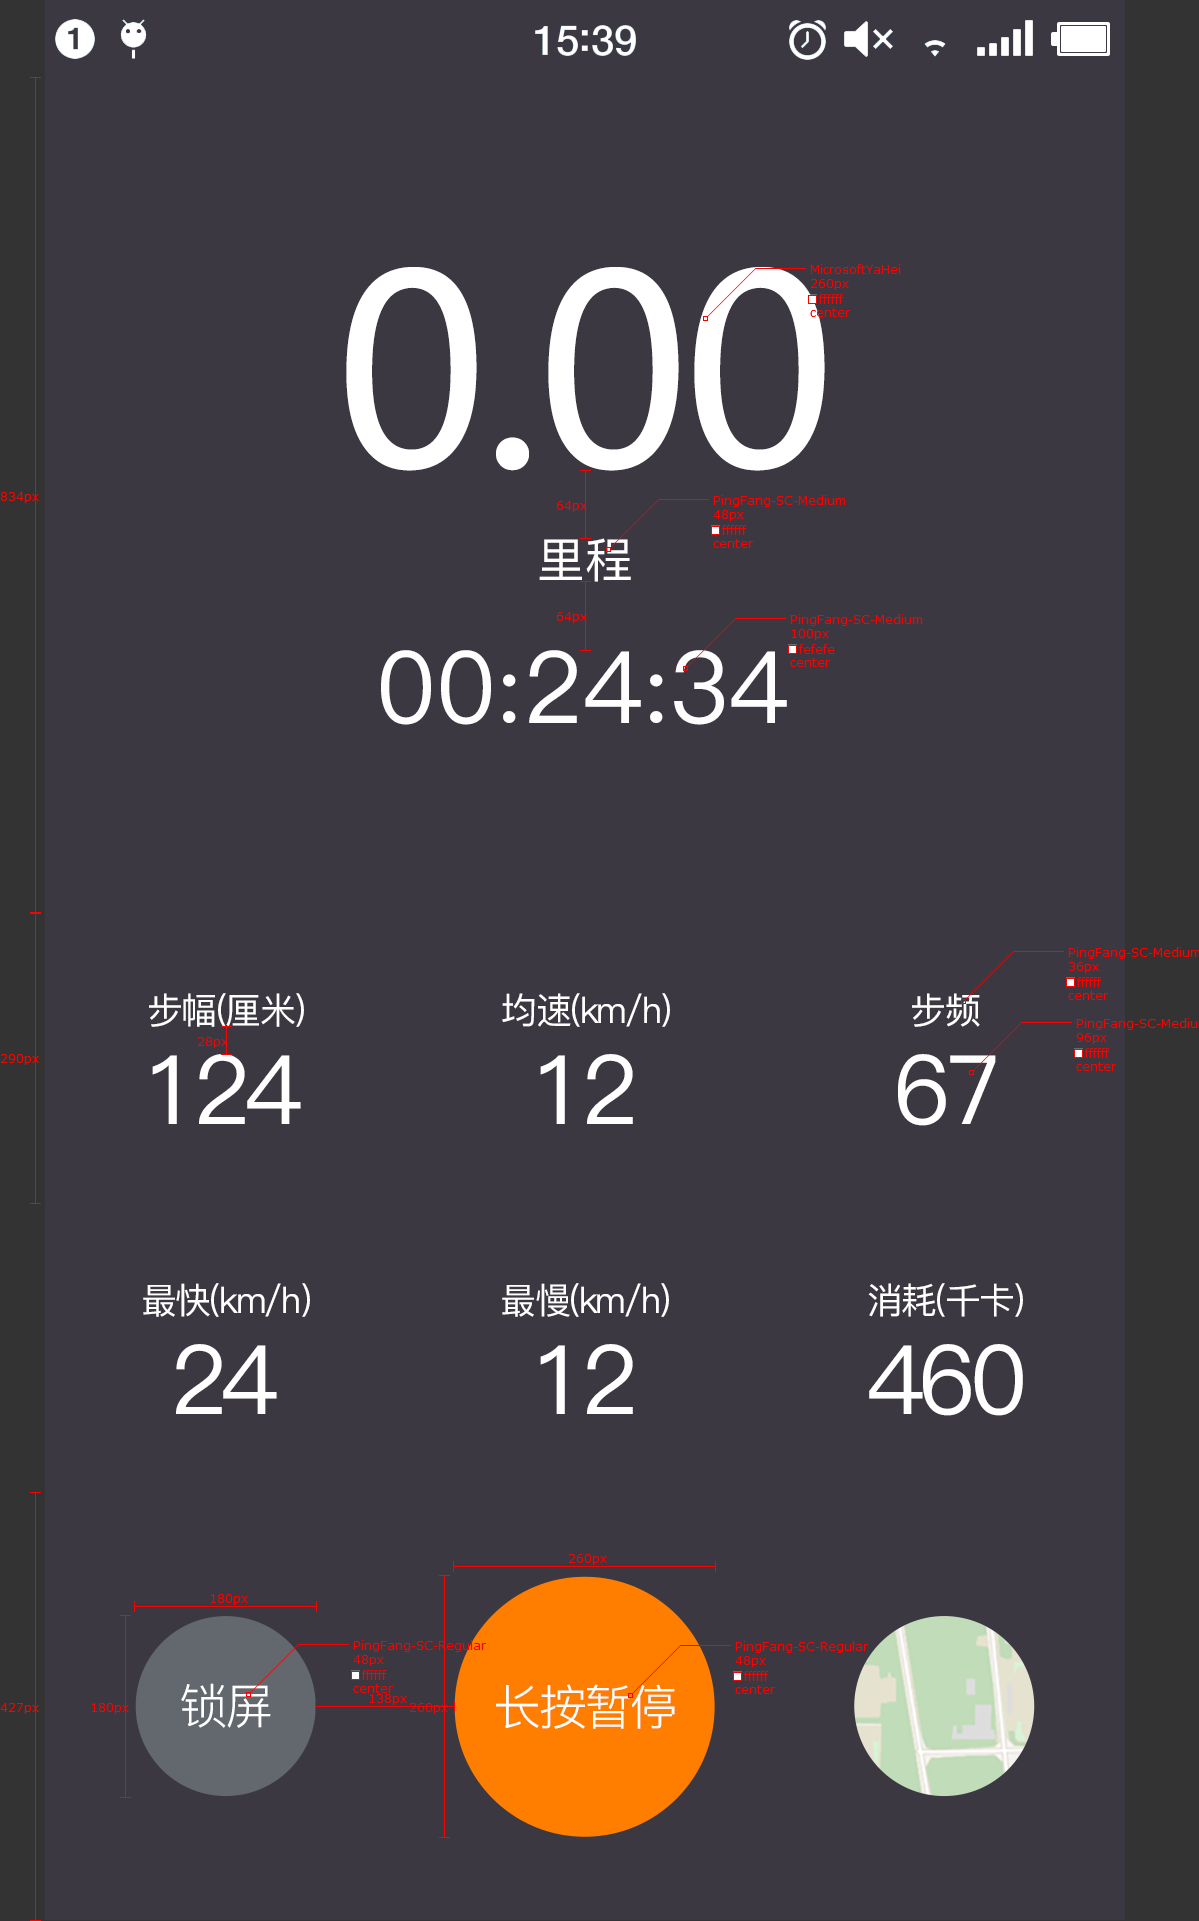 1
15:39
0.00
MicrosoftYaHei
260px
ffffff
center
834px
64px
PingFang-SC-Medium
48px
ffffff
center
里程
64px
PingFang-SC-Medium
100px
fefefe
center
00:24:34
PingFang-SC-Medium
36px
ffffff
center
步幅(厘米)
均速(km/h)
步频
28px
290px
PingFang-SC-Mediu
96px
ffffff
center
124
12
67
最快(km/h)
最慢(km/h)
消耗(千卡)
24
12
460
260px
180px
PingFang-SC-Regular
48px
ffffff
center
PingFang-SC-Regular
48px
ffffff
center
427px
180px
138px
260px
锁屏
长按暂停